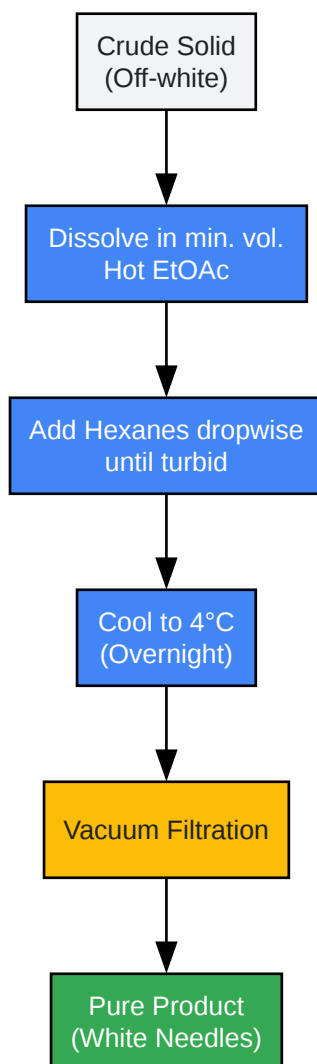 Crude Solid
(Off-white)
Dissolve in min. vol.
Hot EtOAc
Add Hexanes dropwise
until turbid
Cool to 4°C
(Overnight)
Vacuum Filtration
Pure Product
(White Needles)